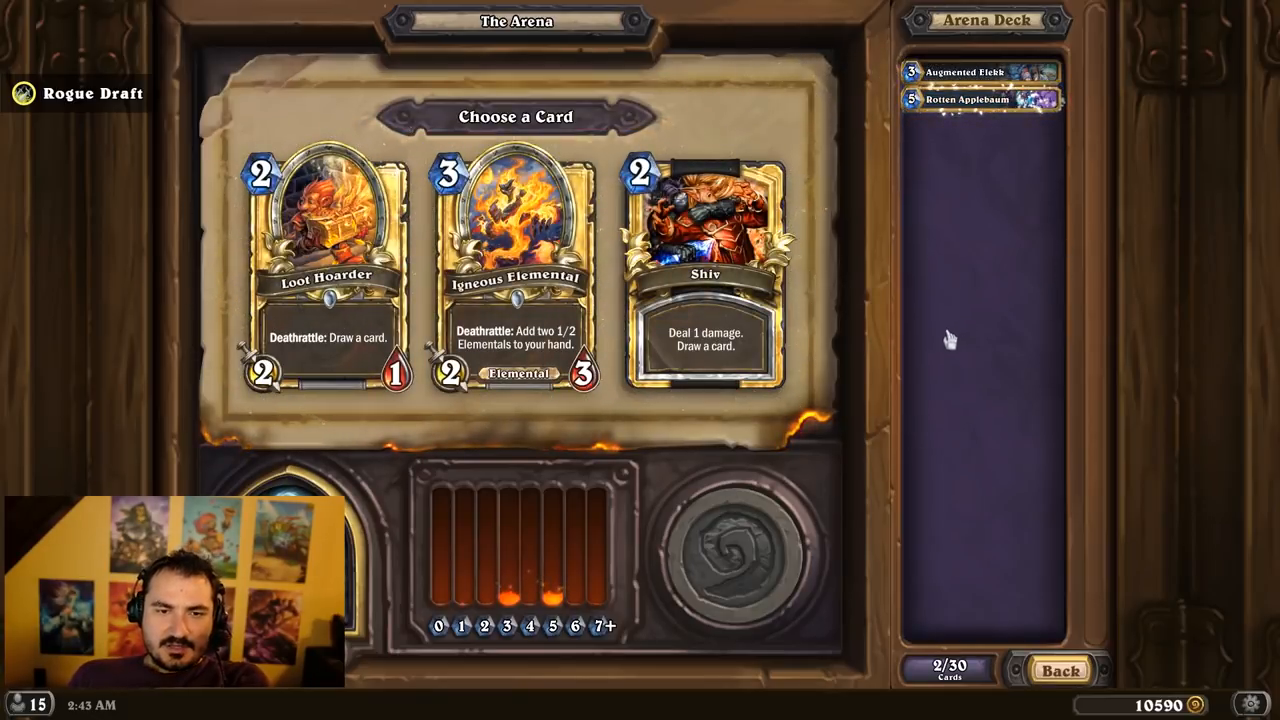 The Arena
Arena Deck
Rogue Draft
3 Augmented Elekk
5 Rotten Applebaum
Choose a Card
2
3
2
Loot Hoarder
Igneous Elemental
Shiv
Deathrattle: Draw a card.
Deathrattle: Add two 1/2
Elementals to your hand.
Deal 1 damage.
Draw a card.
2 1
2 Elemental 3
0 1 2 3 4 5 6 7+
2/30
Cards
Back
15
2:43 AM
10590